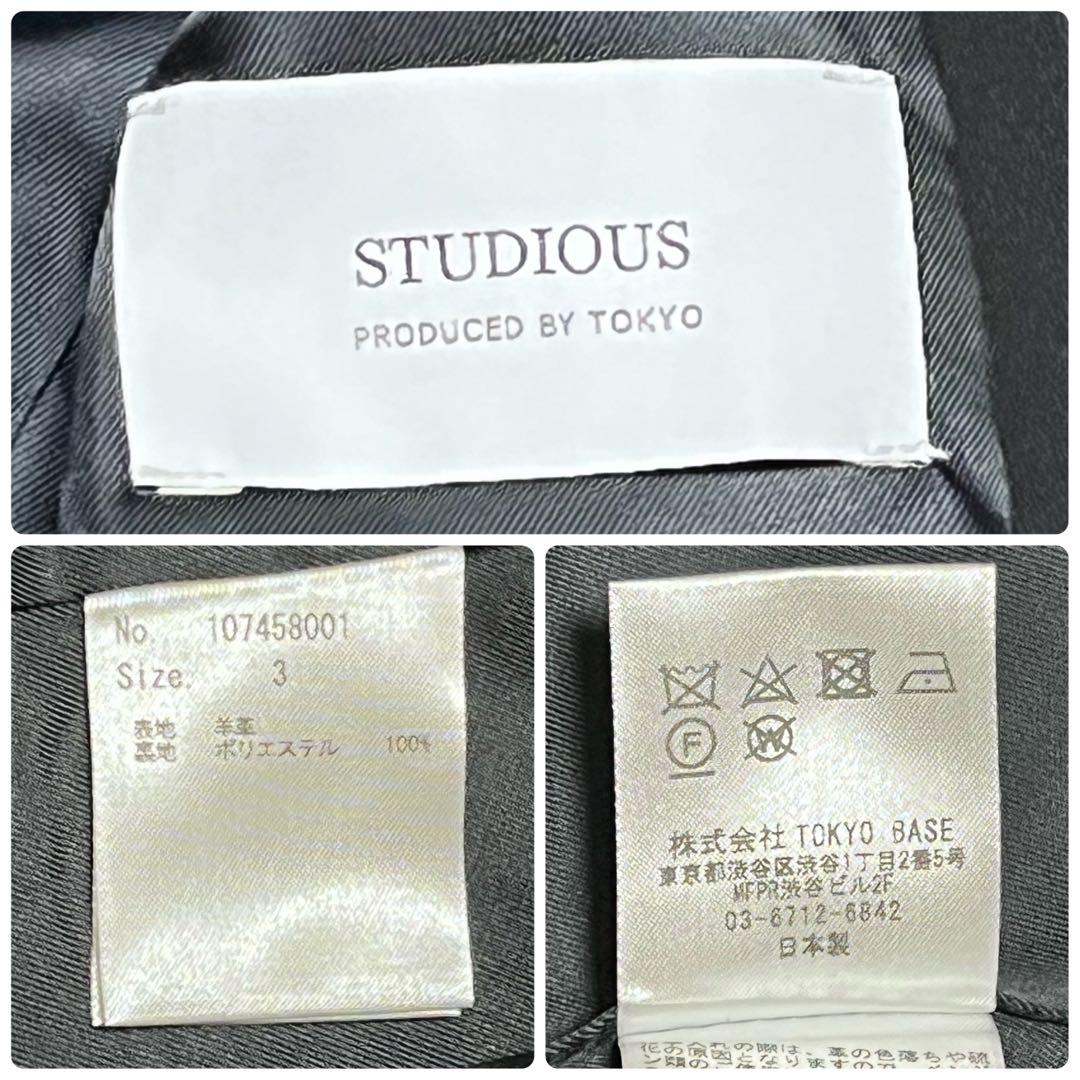 STUDIOUS
PRODUCED BY TOKYO
No. 107458001
Size. 3
表地 羊革
裏地 ポリエステル 100%
F
W
株式会社 TOKYO BASE
東京都渋谷区渋谷1丁目2番5号
MFPR渋谷ビル2F
03-6712-6842
日本製